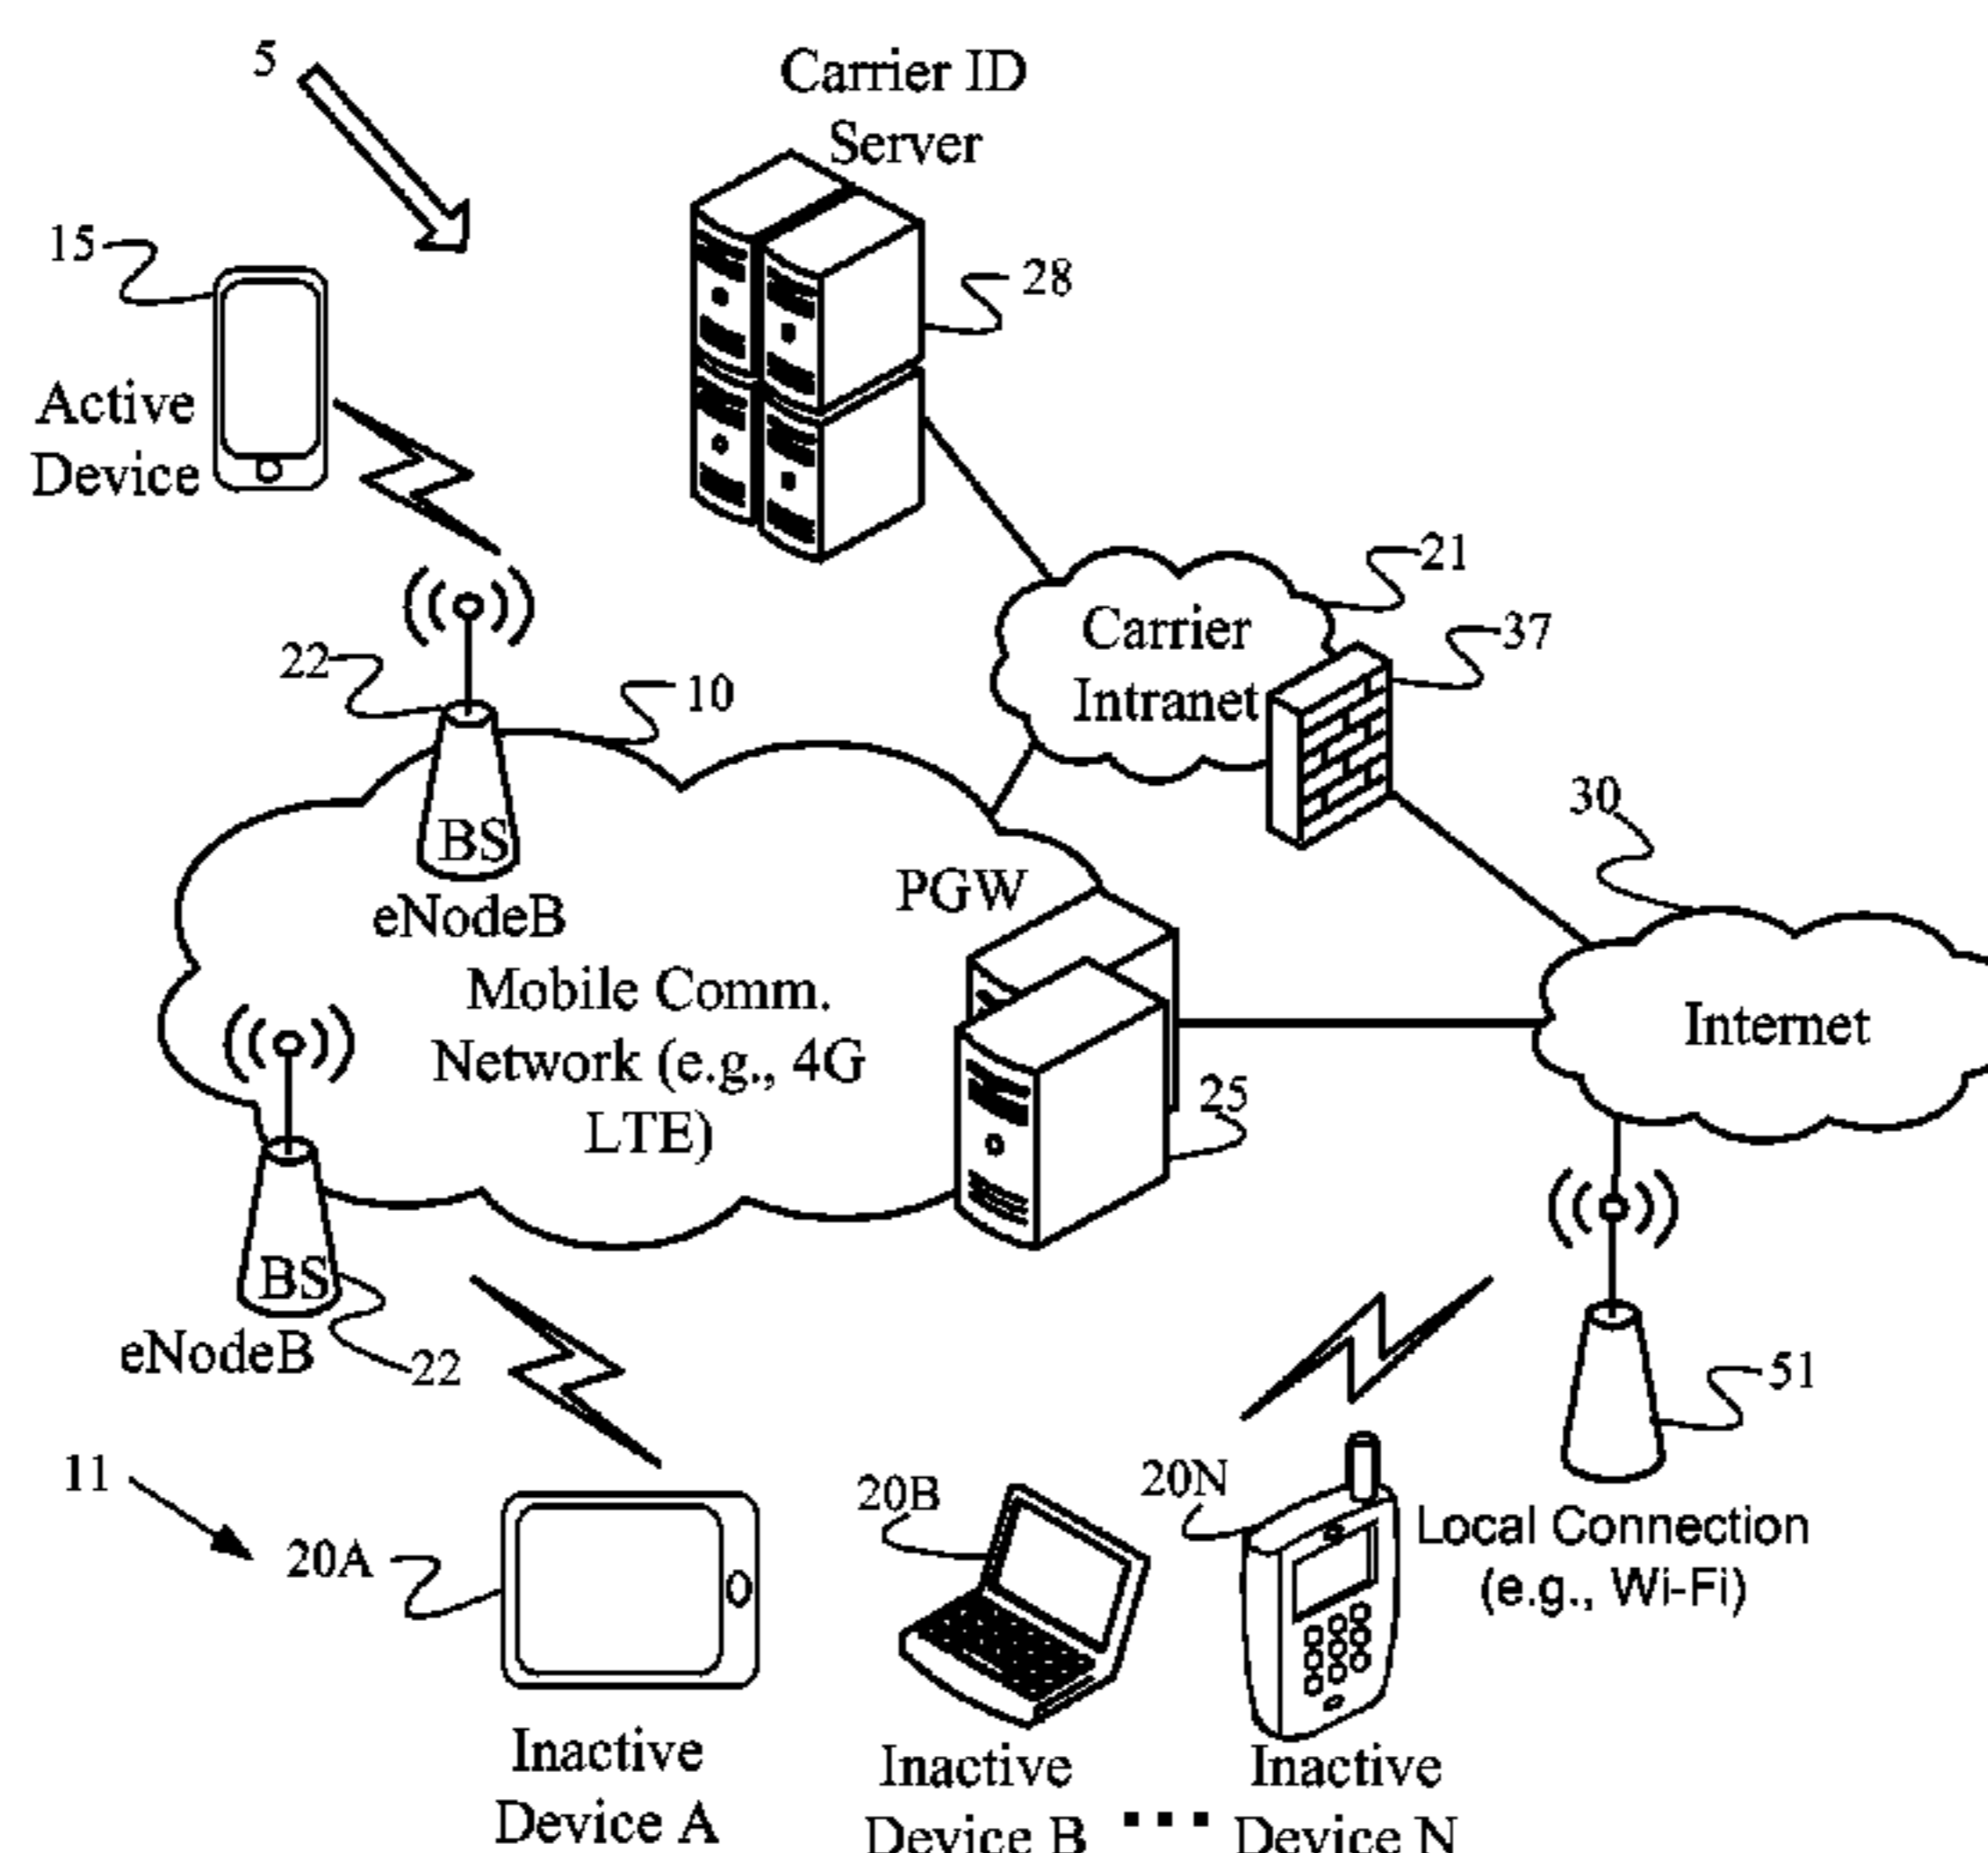 5
Carrier ID
Server
15
28
Active
Device
21
Carrier
Intranet
37
22
10
30
BS
eNodeB
PGW
Mobile Comm.
Network (e.g., 4G
LTE)
Internet
25
BS
eNodeB
22
51
11
20A
20B
20N
Local Connection
(e.g., Wi-Fi)
Inactive
Device A
Inactive
Device B
...
Inactive
Device N